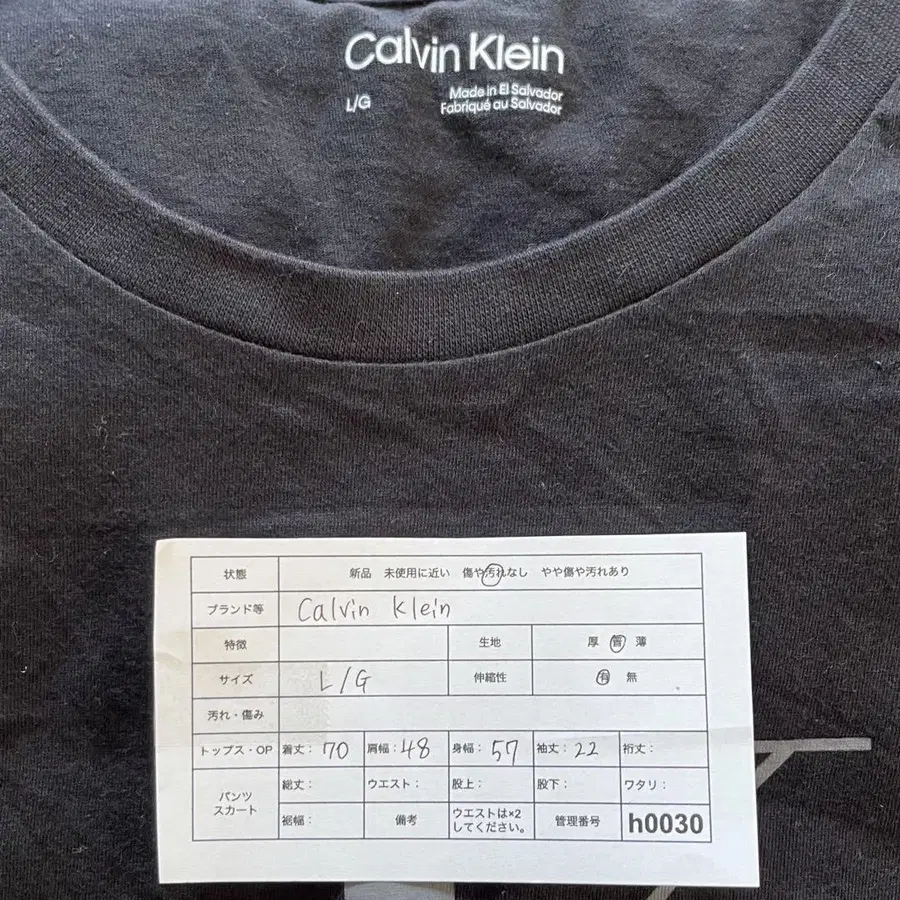 Calvin Klein
L/G
Made in El Salvador
Fabriqué au Salvador
状態 新品 未使用に近い 傷や汚れなし やや傷や汚れあり
ブランド等 Calvin Klein
特徴 生地 厚 普 薄
サイズ L/G 伸縮性 有 無
汚れ・傷み
トップス・OP 着丈: 70 肩幅: 48 身幅: 57 袖丈: 22 裄丈:
パンツ
スカート
総丈: ウエスト: 股上: 股下: ワタリ:
裾幅: 備考 ウエストは×2
してください。 管理番号 h0030